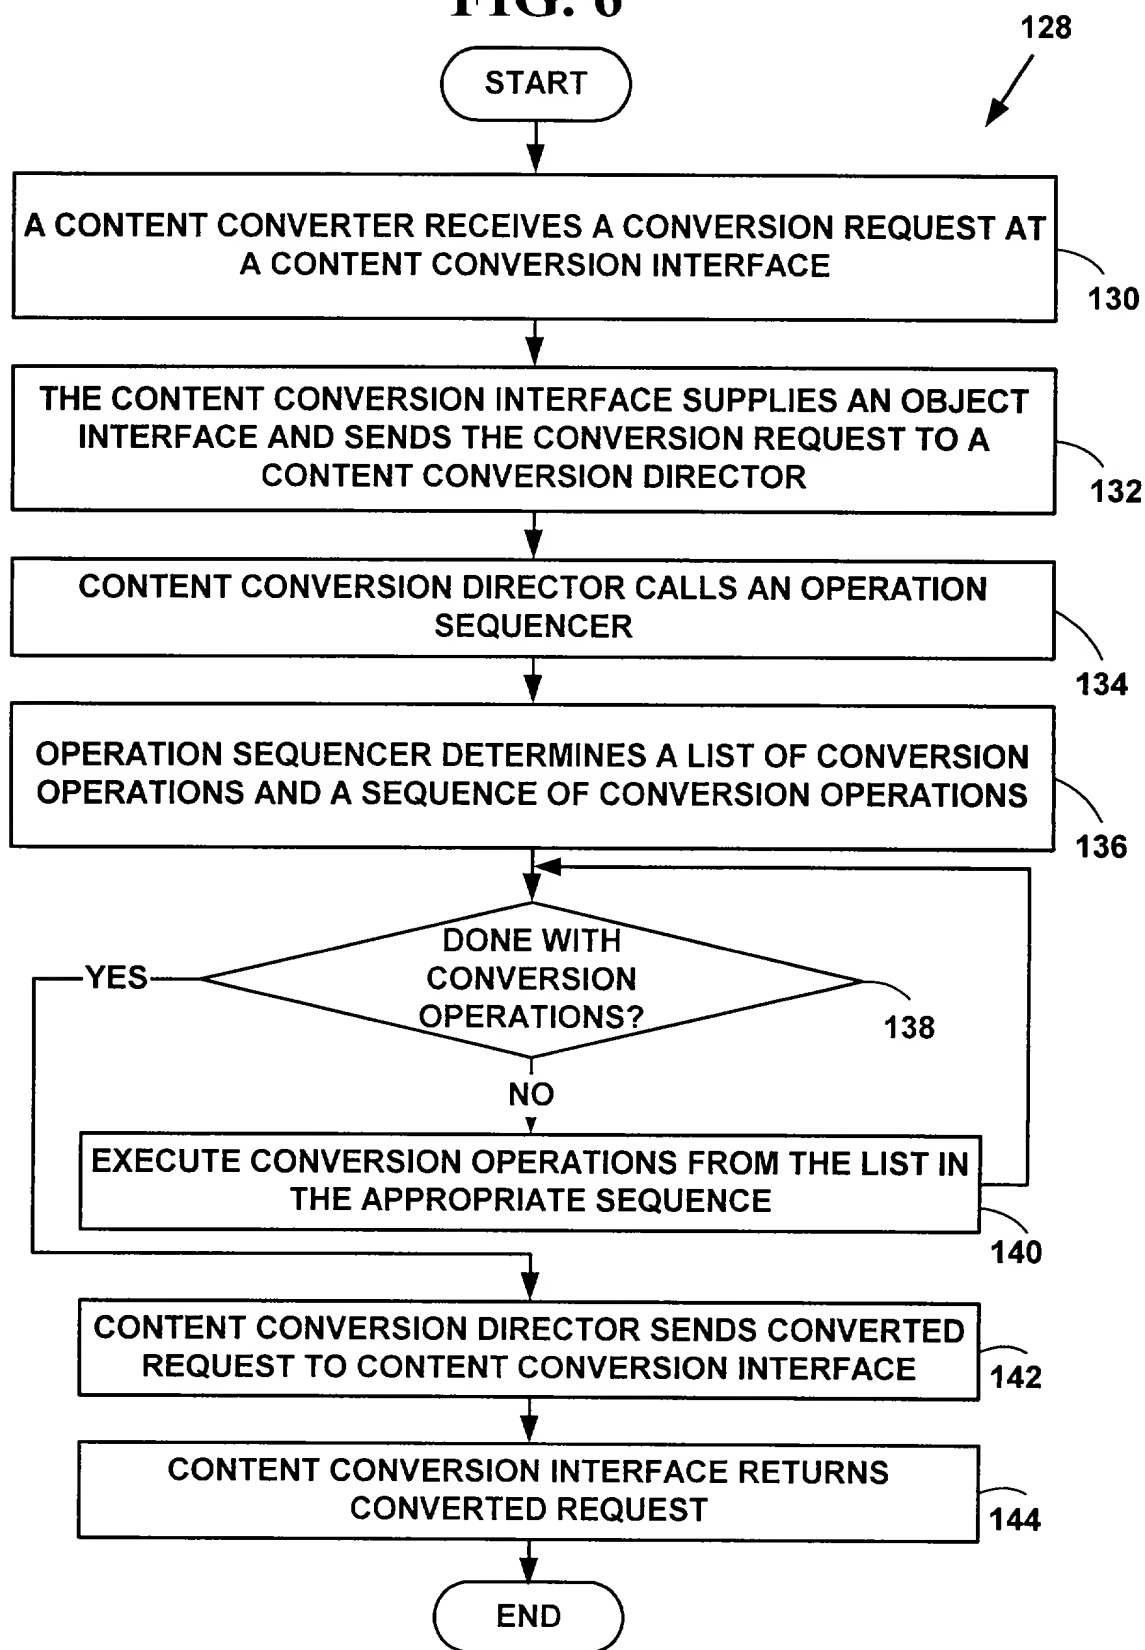 FIG. 6
128
START
A CONTENT CONVERTER RECEIVES A CONVERSION REQUEST AT
A CONTENT CONVERSION INTERFACE
130
THE CONTENT CONVERSION INTERFACE SUPPLIES AN OBJECT
INTERFACE AND SENDS THE CONVERSION REQUEST TO A
CONTENT CONVERSION DIRECTOR
132
CONTENT CONVERSION DIRECTOR CALLS AN OPERATION
SEQUENCER
134
OPERATION SEQUENCER DETERMINES A LIST OF CONVERSION
OPERATIONS AND A SEQUENCE OF CONVERSION OPERATIONS
136
DONE WITH
CONVERSION
OPERATIONS?
YES
138
NO
EXECUTE CONVERSION OPERATIONS FROM THE LIST IN
THE APPROPRIATE SEQUENCE
140
CONTENT CONVERSION DIRECTOR SENDS CONVERTED
REQUEST TO CONTENT CONVERSION INTERFACE
142
CONTENT CONVERSION INTERFACE RETURNS
CONVERTED REQUEST
144
END